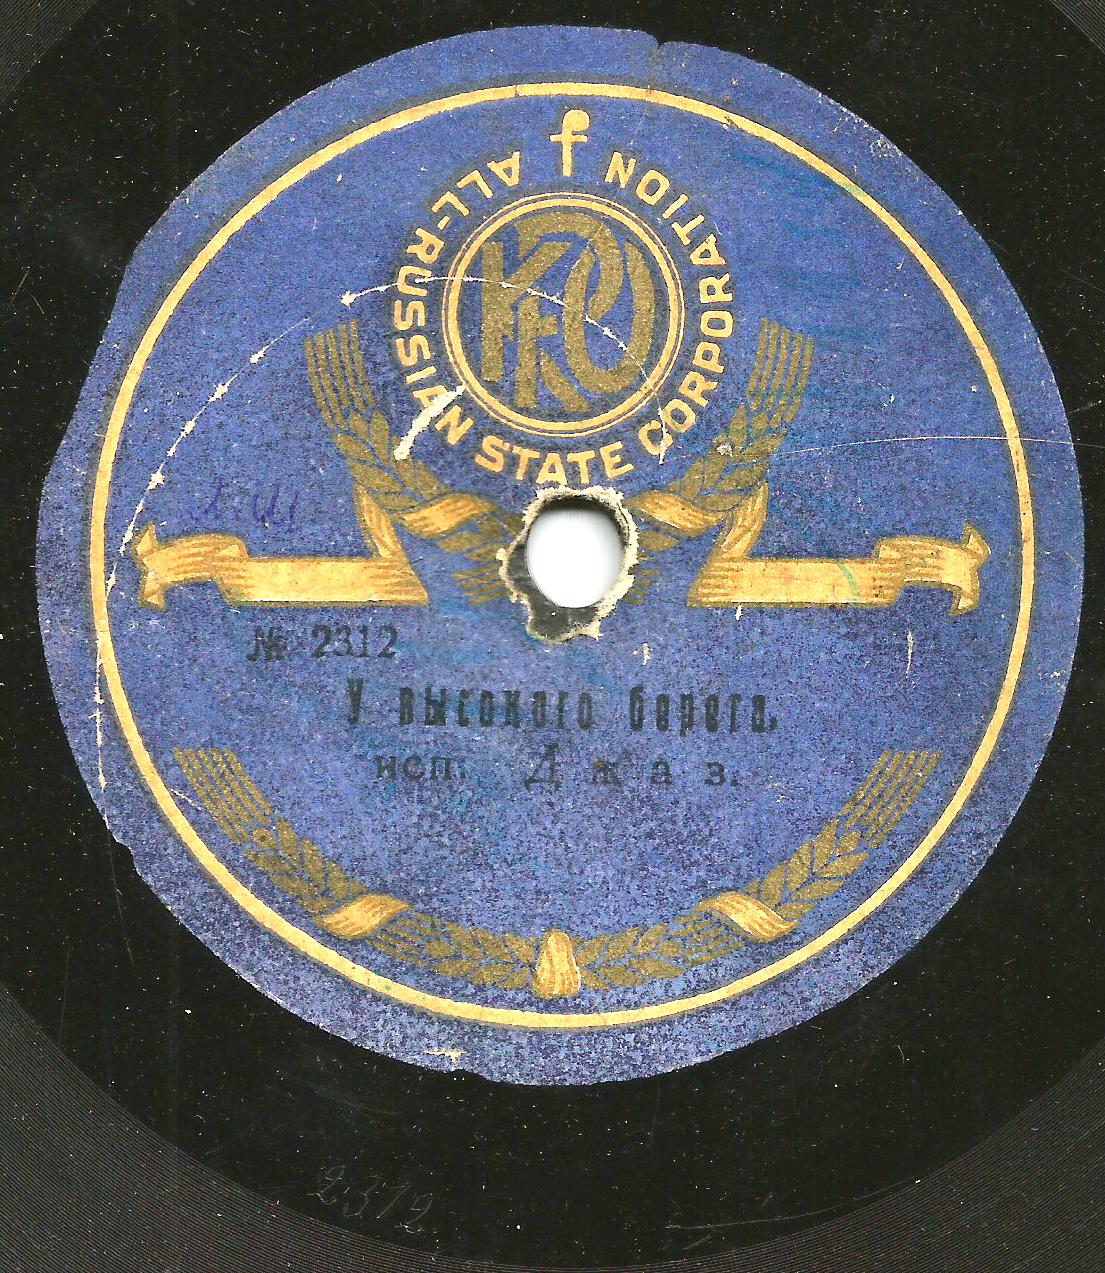 ALL-RUSSIAN STATE CORPORATION
№ 2312
У высокого берега.
исп. Джаз.
2312